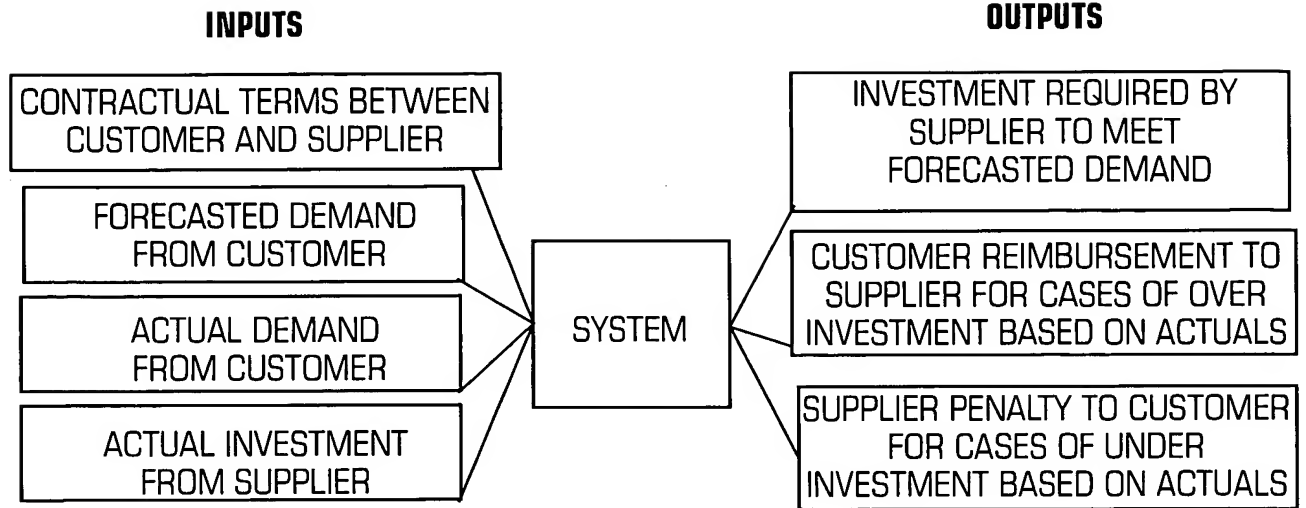 INPUTS
CONTRACTUAL TERMS BETWEEN
CUSTOMER AND SUPPLIER
FORECASTED DEMAND
FROM CUSTOMER
ACTUAL DEMAND
FROM CUSTOMER
ACTUAL INVESTMENT
FROM SUPPLIER
SYSTEM
OUTPUTS
INVESTMENT REQUIRED BY
SUPPLIER TO MEET
FORECASTED DEMAND
CUSTOMER REIMBURSEMENT TO
SUPPLIER FOR CASES OF OVER
INVESTMENT BASED ON ACTUALS
SUPPLIER PENALTY TO CUSTOMER
FOR CASES OF UNDER
INVESTMENT BASED ON ACTUALS